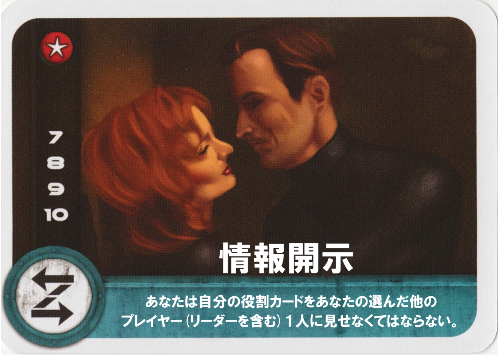 7
8
9
10
情報開示
あなたは自分の役割カードをあなたの選んだ他の
プレイヤー(リーダーを含む)1人に見せなくてはならない。